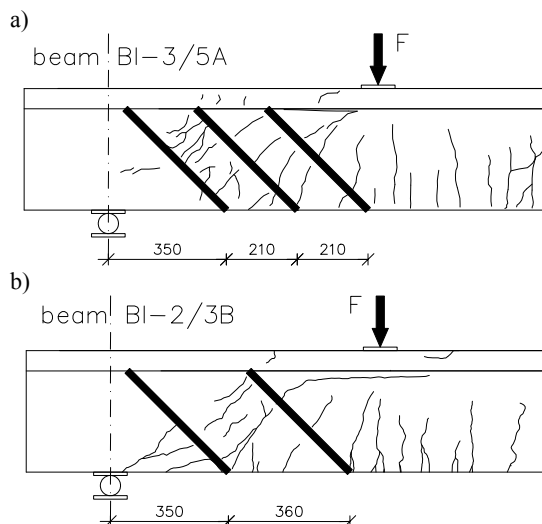 a)
beam BI-3/5A
F
350 210 210
b)
beam BI-2/3B
F
350 360